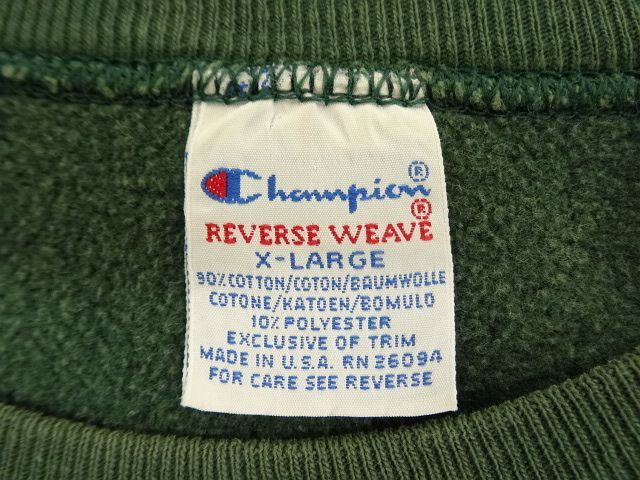 Champion®
REVERSE WEAVE®
X-LARGE
90% COTTON/COTON/BAUMWOLLE
COTONE/KATOEN/BOMULD
10% POLYESTER
EXCLUSIVE OF TRIM
MADE IN U.S.A. RN 26094
FOR CARE SEE REVERSE